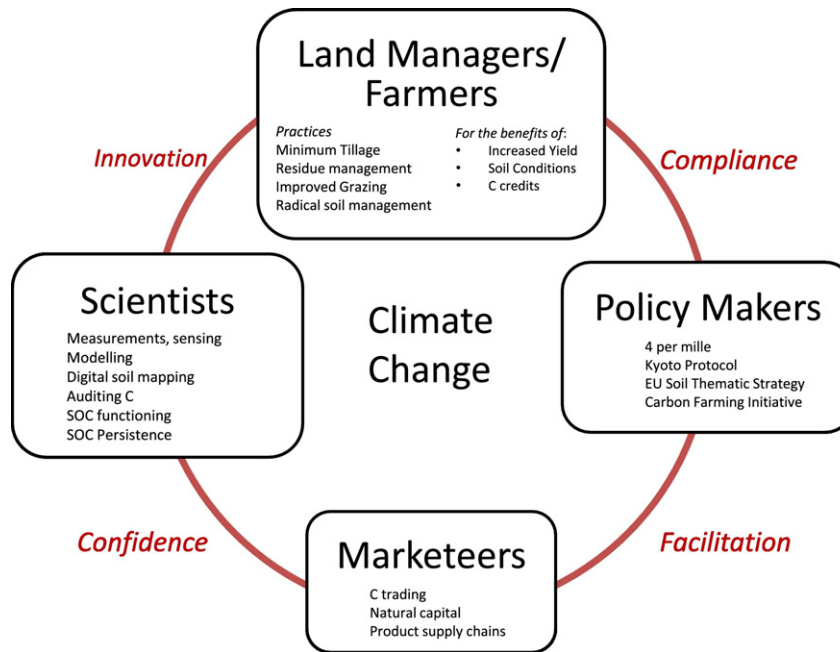 Land Managers/
Farmers
Practices
Minimum Tillage
Residue management
Improved Grazing
Radical soil management
For the benefits of:
• Increased Yield
• Soil Conditions
• C credits
Innovation
Compliance
Scientists
Measurements, sensing
Modelling
Digital soil mapping
Auditing C
SOC functioning
SOC Persistence
Climate
Change
Policy Makers
4 per mille
Kyoto Protocol
EU Soil Thematic Strategy
Carbon Farming Initiative
Confidence
Facilitation
Marketeers
C trading
Natural capital
Product supply chains